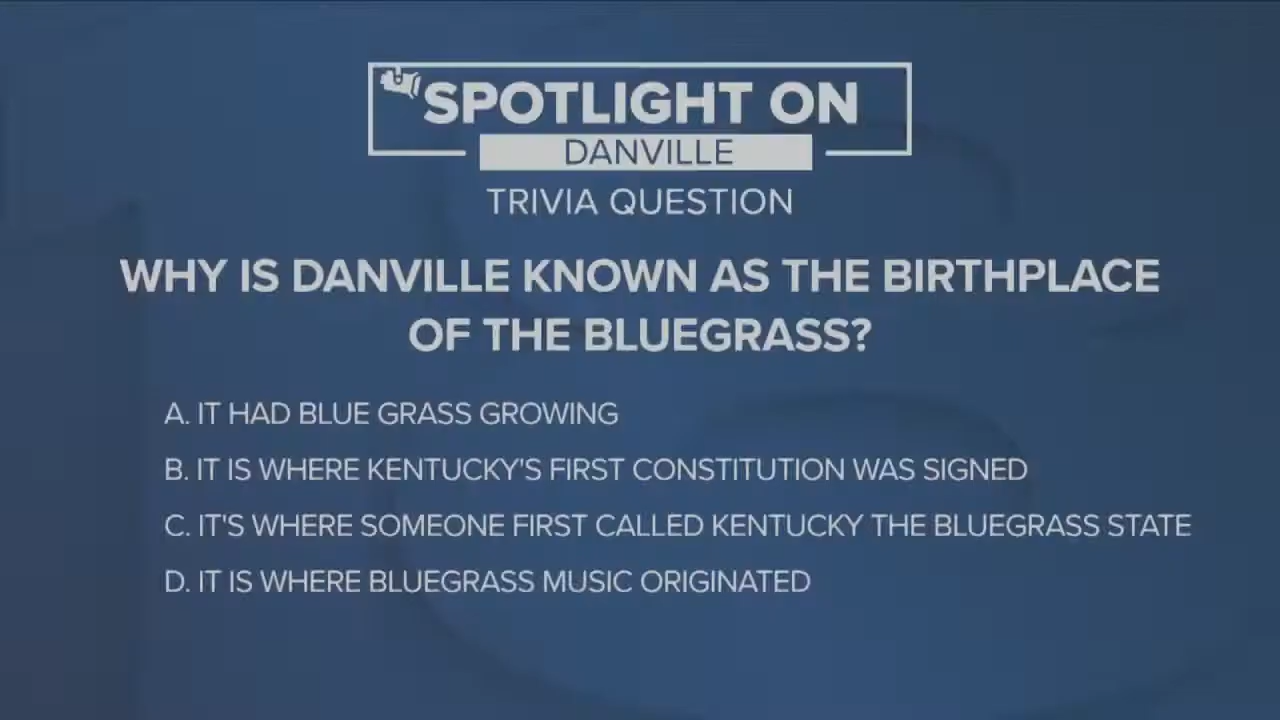 SPOTLIGHT ON
DANVILLE
TRIVIA QUESTION
WHY IS DANVILLE KNOWN AS THE BIRTHPLACE
OF THE BLUEGRASS?
A. IT HAD BLUE GRASS GROWING
B. IT IS WHERE KENTUCKY'S FIRST CONSTITUTION WAS SIGNED
C. IT'S WHERE SOMEONE FIRST CALLED KENTUCKY THE BLUEGRASS STATE
D. IT IS WHERE BLUEGRASS MUSIC ORIGINATED